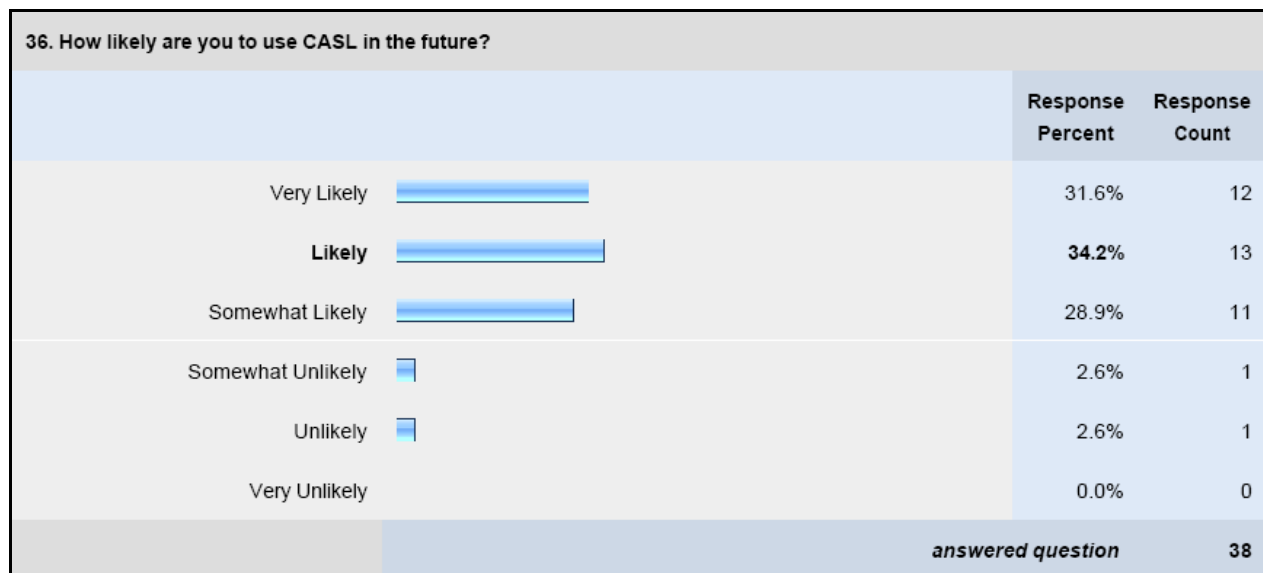 36. How likely are you to use CASL in the future?
Response Percent Response Count
Very Likely 31.6% 12
Likely 34.2% 13
Somewhat Likely 28.9% 11
Somewhat Unlikely 2.6% 1
Unlikely 2.6% 1
Very Unlikely 0.0% 0
answered question 38